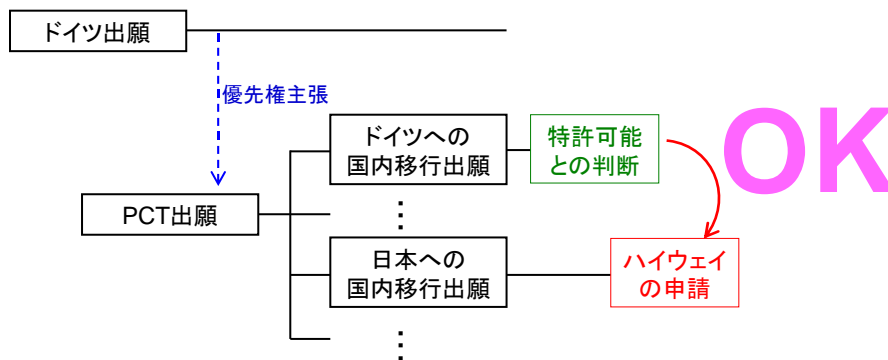 ドイツ出願
優先権主張
ドイツへの
国内移行出願
特許可能
との判断
OK
PCT出願
⋮
日本への
国内移行出願
ハイウェイ
の申請
⋮